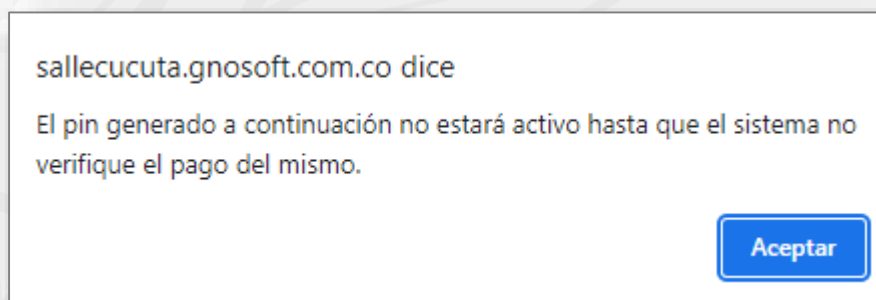 sallecucuta.gnosoft.com.co dice
El pin generado a continuación no estará activo hasta que el sistema no
verifique el pago del mismo.
Aceptar